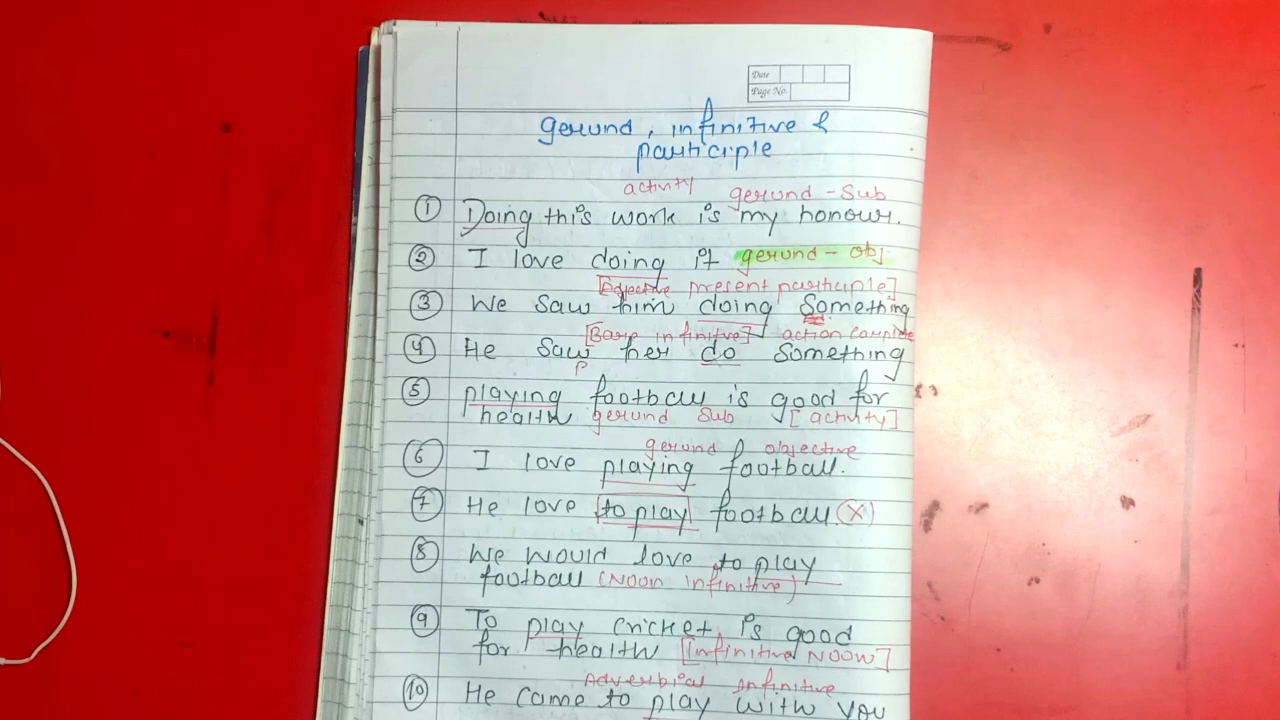 Date
Page No.
gerund, infinitive &
participle
activity gerund - Sub
① Doing this work is my honour.
② I love doing it gerund - obj
[Adjective present participle]
③ We saw him doing something
[Bare infinitive] action complete
④ He saw her do something
P
⑤ playing football is good for
health gerund Sub [activity]
gerund objective
⑥ I love playing football.
⑦ He love to play football. (X)
⑧ We would love to play
football (Noun infinitive)
⑨ To play cricket is good
for health [infinitive Noun]
Adverbial infinitive
⑩ He came to play with you